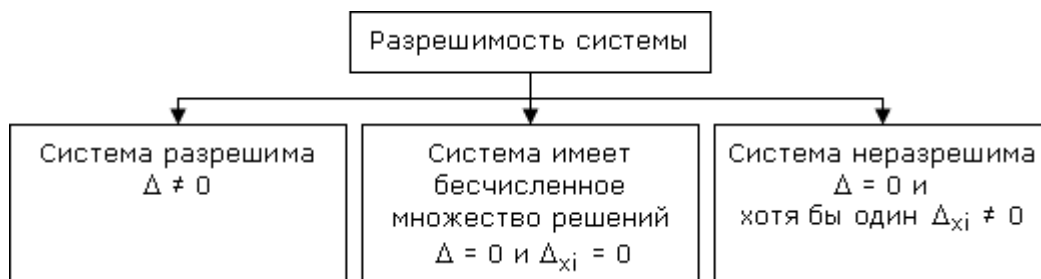 Разрешимость системы
Система разрешима
Δ ≠ 0
Система имеет
бесчисленное
множество решений
Δ = 0 и Δxi = 0
Система неразрешима
Δ = 0 и
хотя бы один Δxi ≠ 0